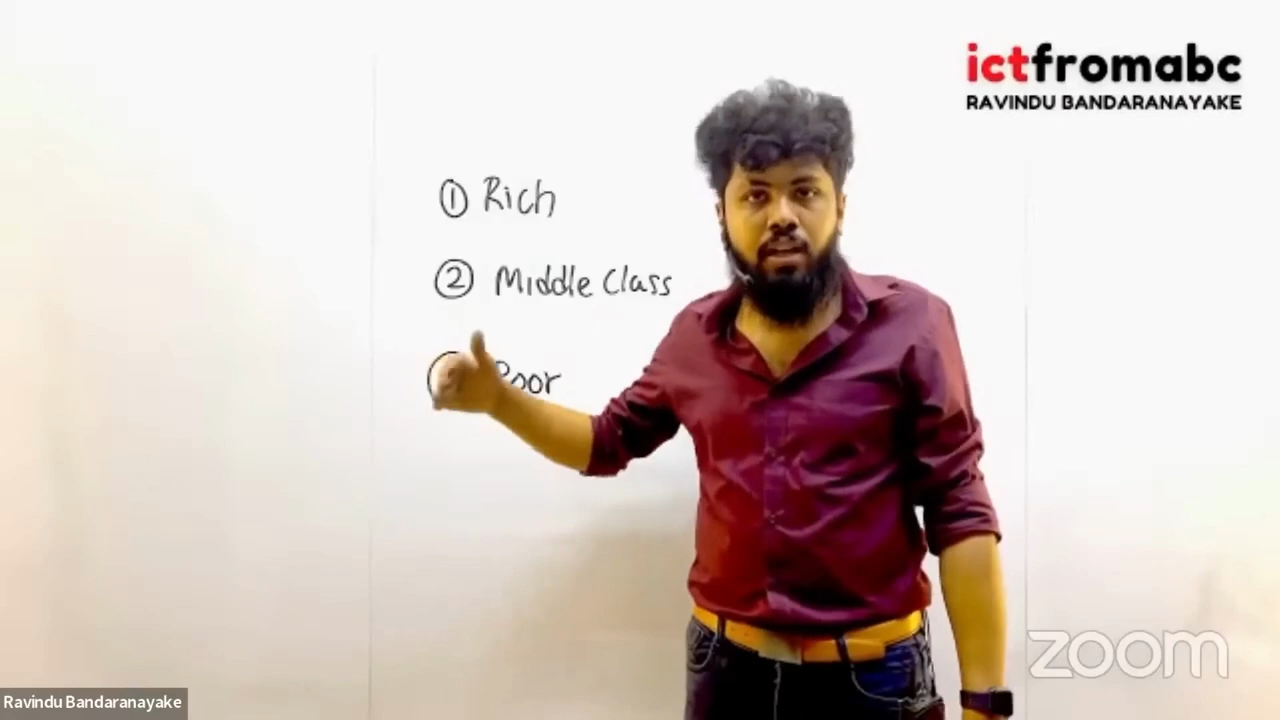 ictfromabc
RAVINDU BANDARANAYAKE
① Rich
② Middle Class
Poor
zoom
Ravindu Bandaranayake